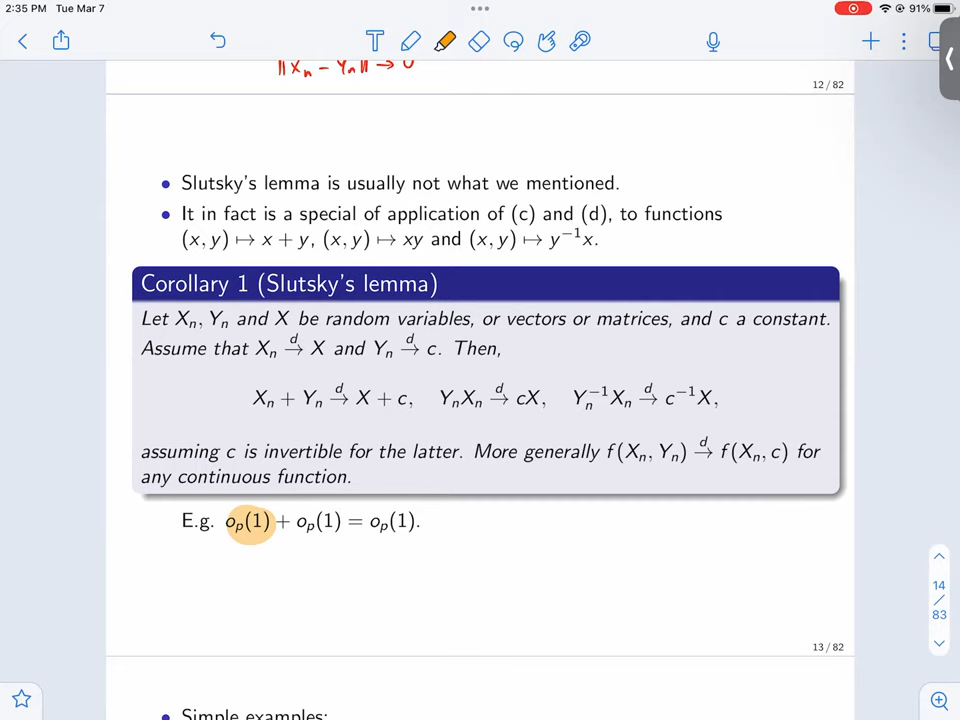 2:35 PM Tue Mar 7
91%
‖Xₙ − Yₙ‖ → 0
12 / 82
• Slutsky's lemma is usually not what we mentioned.
• It in fact is a special of application of (c) and (d), to functions
(x, y) ↦ x + y, (x, y) ↦ xy and (x, y) ↦ y⁻¹x.
Corollary 1 (Slutsky's lemma)
Let Xₙ, Yₙ and X be random variables, or vectors or matrices, and c a constant.
Assume that Xₙ →ᵈ X and Yₙ →ᵈ c. Then,
Xₙ + Yₙ →ᵈ X + c, YₙXₙ →ᵈ cX, Yₙ⁻¹Xₙ →ᵈ c⁻¹X,
assuming c is invertible for the latter. More generally f(Xₙ, Yₙ) →ᵈ f(Xₙ, c) for
any continuous function.
E.g. oₚ(1) + oₚ(1) = oₚ(1).
14
/
83
13 / 82
• Simple examples: